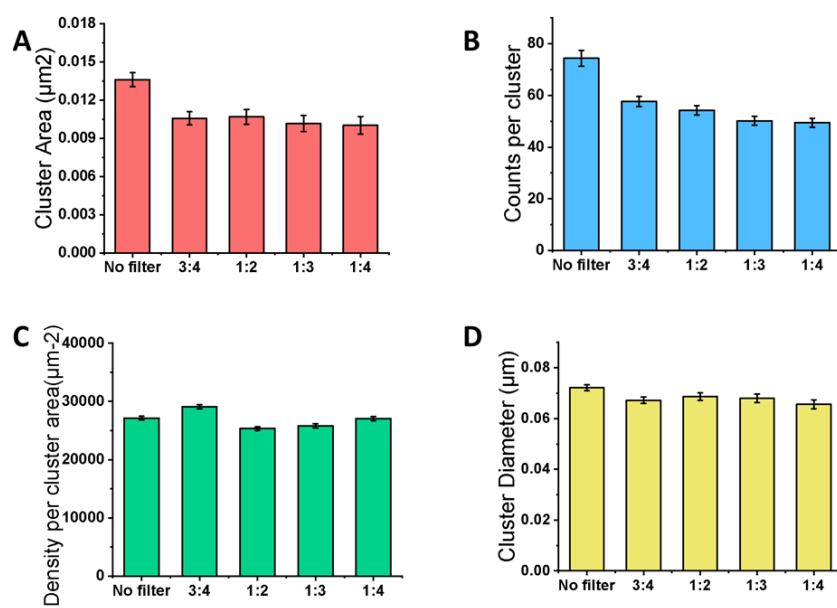 A
Cluster Area (µm2)
0.018
0.015
0.012
0.009
0.006
0.003
0.000
No filter 3:4 1:2 1:3 1:4
B
Counts per cluster
80
60
40
20
0
No filter 3:4 1:2 1:3 1:4
C
Density per cluster area(µm-2)
40000
30000
20000
10000
0
No filter 3:4 1:2 1:3 1:4
D
Cluster Diameter (µm)
0.08
0.06
0.04
0.02
0.00
No filter 3:4 1:2 1:3 1:4